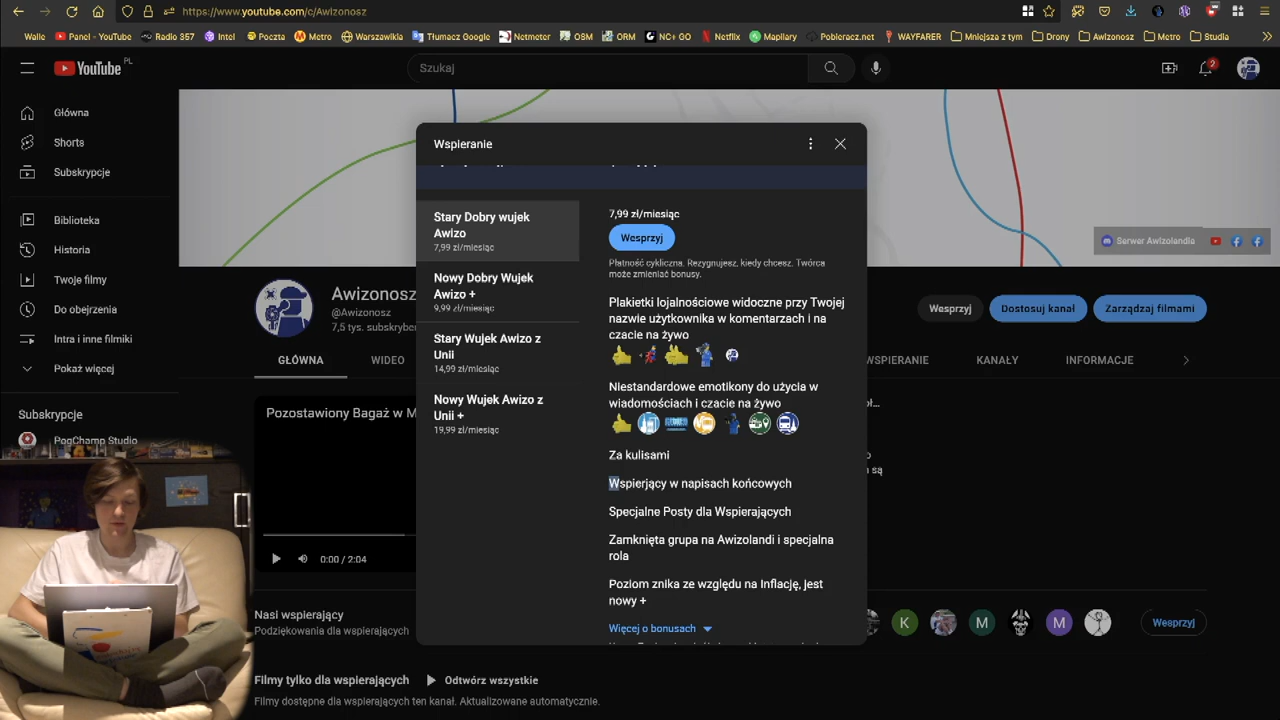 https://www.youtube.com/c/Awizonosz
Walle
Panel - YouTube
Radio 357
Intel
Poczta
Metro
Warszawikia
Tłumacz Google
Netmeter
OSM
ORM
NC+ GO
Netflix
Mapilary
Pobieracz.net
WAYFARER
Mniejsza z tym
Drony
Awizonosz
Metro
Studia
YouTube PL
Szukaj
2
Główna
Shorts
Subskrypcje
Biblioteka
Historia
Twoje filmy
Do obejrzenia
Intra i inne filmiki
Pokaż więcej
Subskrypcje
PogChamp Studio
Serwer Awizolandia
Awizonosz
@Awizonosz
7,5 tys. subskryber
Wesprzyj
Dostosuj kanał
Zarządzaj filmami
GŁÓWNA
WIDEO
WSPIERANIE
KANAŁY
INFORMACJE
Pozostawiony Bagaż w M
0:00 / 2:04
Wspieranie
Stary Dobry wujek
Awizo
7,99 zł/miesiąc
Nowy Dobry Wujek
Awizo +
9,99 zł/miesiąc
Stary Wujek Awizo z
Unii
14,99 zł/miesiąc
Nowy Wujek Awizo z
Unii +
19,99 zł/miesiąc
7,99 zł/miesiąc
Wesprzyj
Płatność cykliczna. Rezygnujesz, kiedy chcesz. Twórca
może zmieniać bonusy.
Plakietki lojalnościowe widoczne przy Twojej
nazwie użytkownika w komentarzach i na
czacie na żywo
Niestandardowe emotikony do użycia w
wiadomościach i czacie na żywo
Za kulisami
Wspierjący w napisach końcowych
Specjalne Posty dla Wspierających
Zamknięta grupa na Awizolandi i specjalna
rola
Poziom znika ze względu na Inflację, jest
nowy +
Więcej o bonusach
są
Nasi wspierający
Podziękowania dla wspierających
K
M
M
Wesprzyj
Filmy tylko dla wspierających
Odtwórz wszystkie
Filmy dostępne dla wspierających ten kanał. Aktualizowane automatycznie.